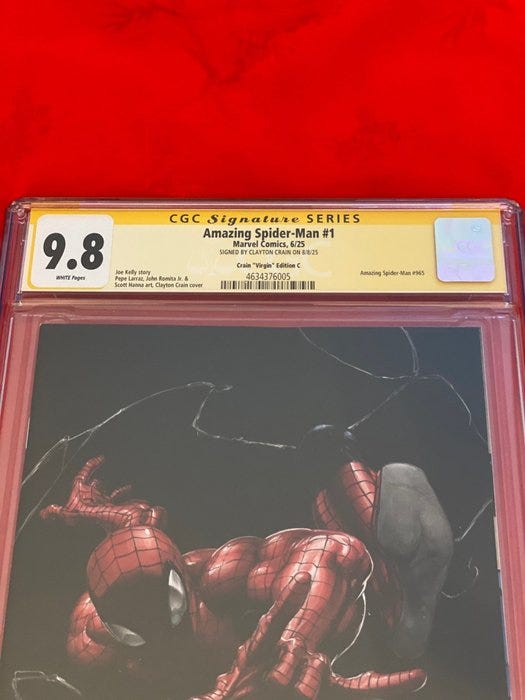 CGC Signature SERIES
Amazing Spider-Man #1
Marvel Comics, 6/25
SIGNED BY CLAYTON CRAIN ON 8/8/25
Crain "Virgin" Edition C
9.8
WHITE Pages
Joe Kelly story
Pepe Larraz, John Romita Jr. &
Scott Hanna art, Clayton Crain cover
4634376005
Amazing Spider-Man #965
CGC